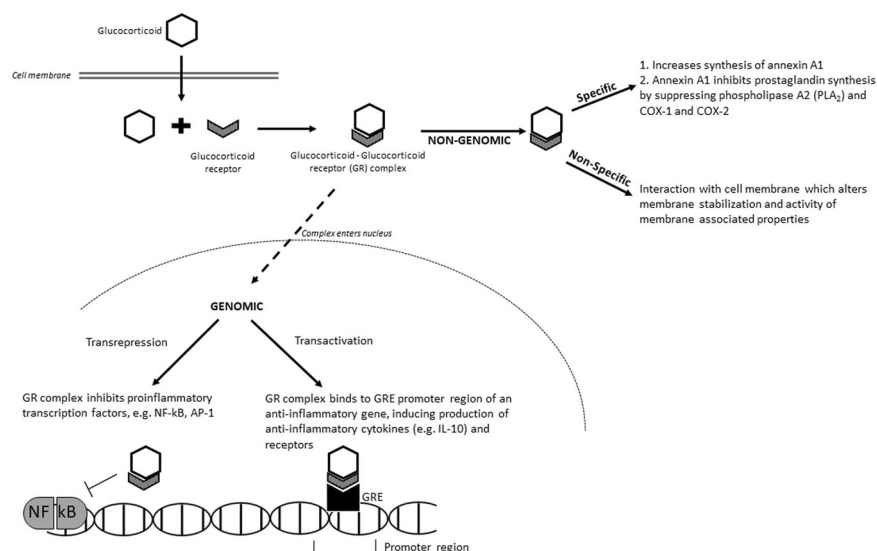 Glucocorticoid
Cell membrane
Glucocorticoid
receptor
Glucocorticoid - Glucocorticoid
receptor (GR) complex
NON-GENOMIC
Specific
1. Increases synthesis of annexin A1
2. Annexin A1 inhibits prostaglandin synthesis
by suppressing phospholipase A2 (PLA₂) and
COX-1 and COX-2
Non-Specific
Interaction with cell membrane which alters
membrane stabilization and activity of
membrane associated properties
Complex enters nucleus
GENOMIC
Transrepression
Transactivation
GR complex inhibits proinflammatory
transcription factors, e.g. NF-kB, AP-1
GR complex binds to GRE promoter region of an
anti-inflammatory gene, inducing production of
anti-inflammatory cytokines (e.g. IL-10) and
receptors
GRE
NF kB
Promoter region